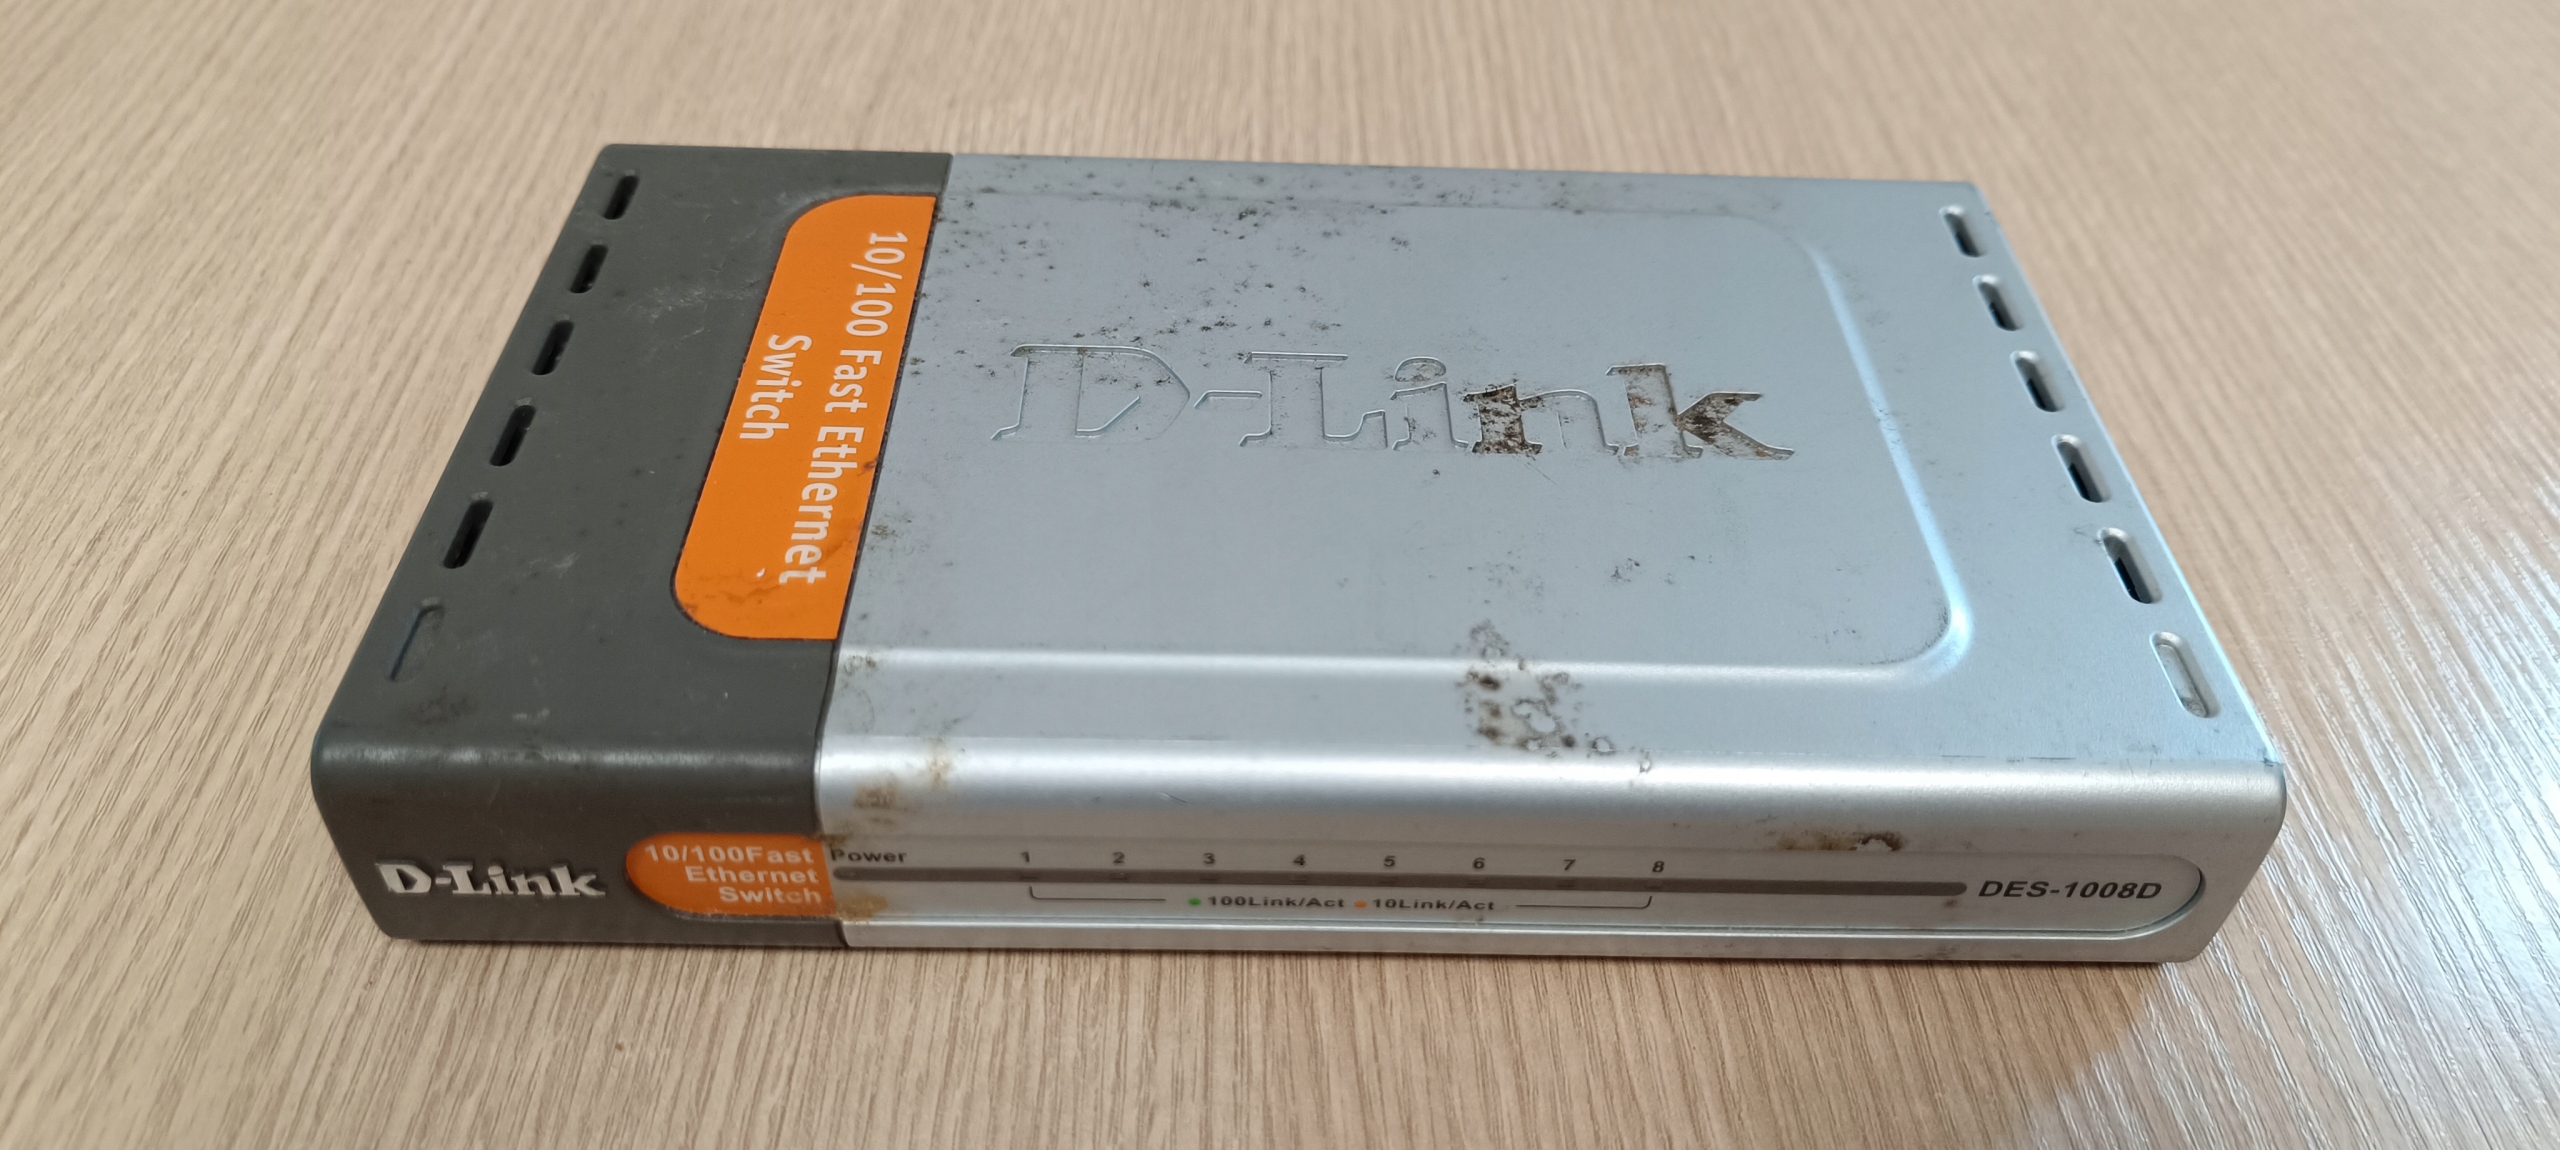 10/100 Fast Ethernet
Switch
D-Link
D-Link
10/100Fast
Ethernet
Switch
Power 1 2 3 4 5 6 7 8
100Link/Act 10Link/Act
DES-1008D